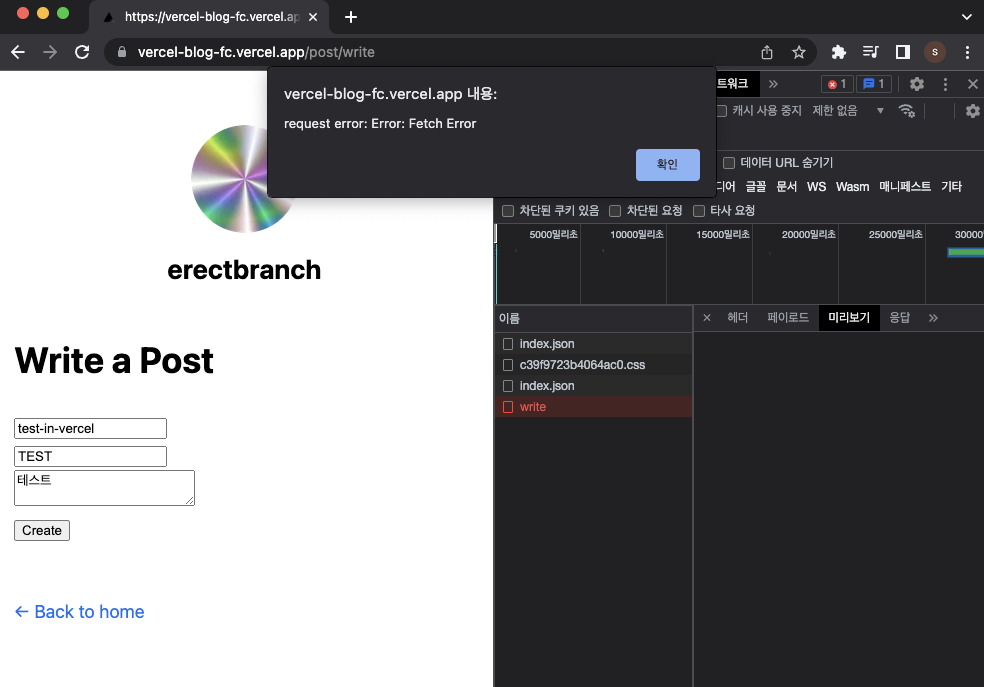 https://vercel-blog-fc.vercel.ap
vercel-blog-fc.vercel.app/post/write
S
vercel-blog-fc.vercel.app 내용:
request error: Error: Fetch Error
확인
erectbranch
Write a Post
test-in-vercel
TEST
테스트
Create
← Back to home
트워크
1
1
캐시 사용 중지 제한 없음
데이터 URL 숨기기
디어 글꼴 문서 WS Wasm 매니페스트 기타
차단된 쿠키 있음 차단된 요청 타사 요청
5000밀리초 10000밀리초 15000밀리초 20000밀리초 25000밀리초 30000
이름
index.json
c39f9723b4064ac0.css
index.json
write
헤더 페이로드 미리보기 응답